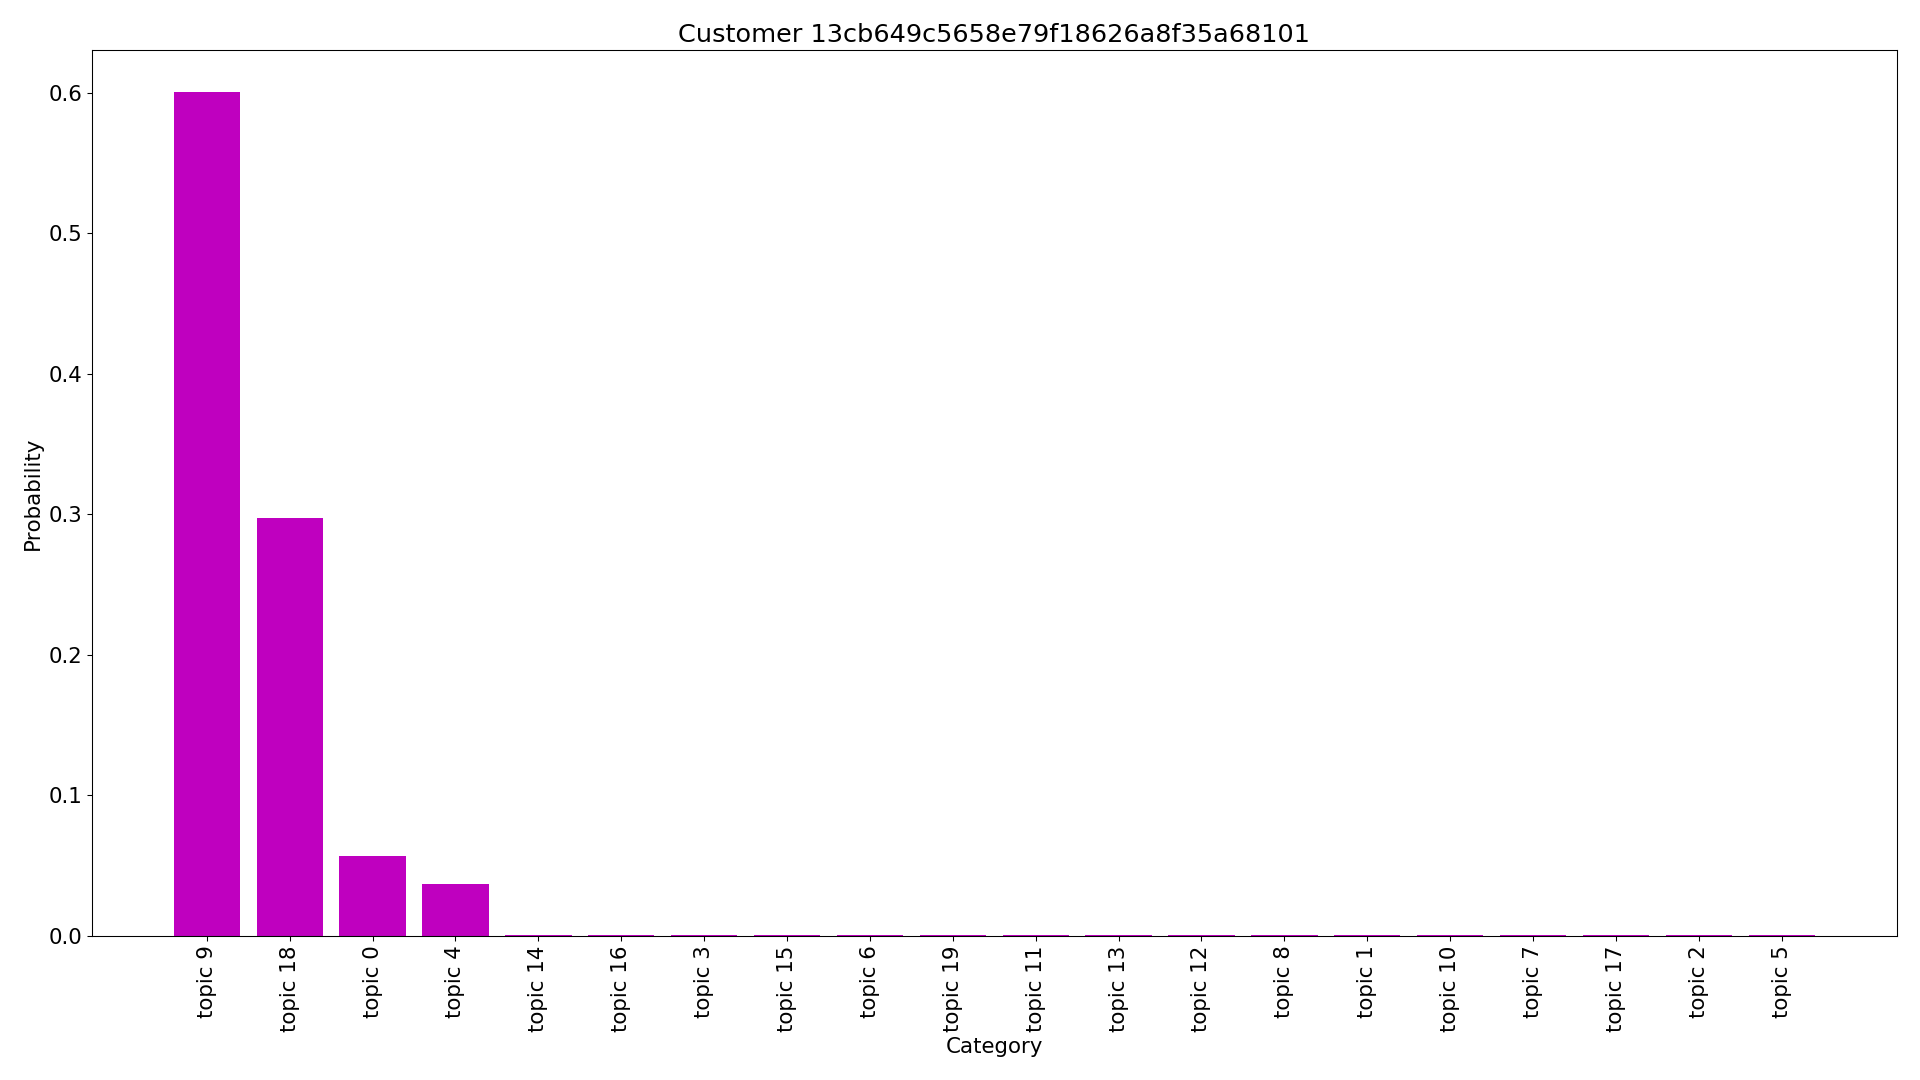 Customer 13cb649c5658e79f18626a8f35a68101
Probability
0.6
0.5
0.4
0.3
0.2
0.1
0.0
topic 9
topic 18
topic 0
topic 4
topic 14
topic 16
topic 3
topic 15
topic 6
topic 19
topic 11
topic 13
topic 12
topic 8
topic 1
topic 10
topic 7
topic 17
topic 2
topic 5
Category